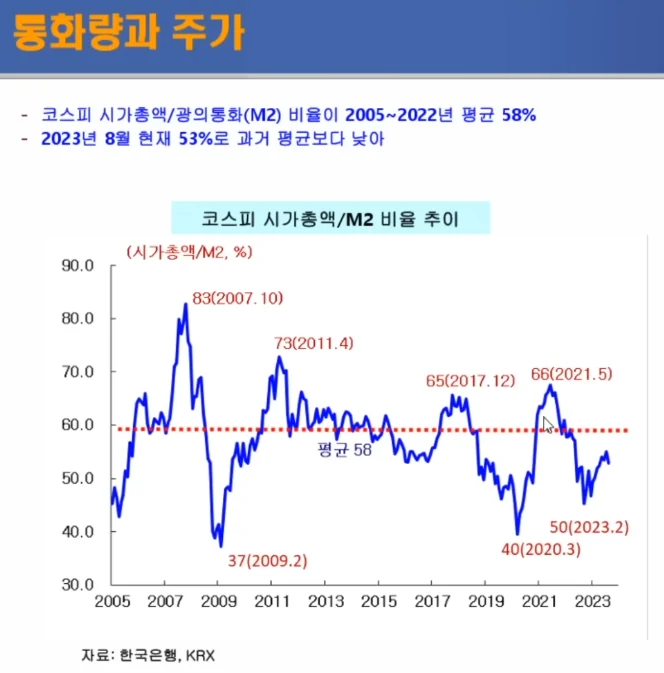 통화량과 주가
- 코스피 시가총액/광의통화(M2) 비율이 2005~2022년 평균 58%
- 2023년 8월 현재 53%로 과거 평균보다 낮아
코스피 시가총액/M2 비율 추이
(시가총액/M2, %)
90.0
83(2007.10)
80.0
73(2011.4)
70.0
65(2017.12)
66(2021.5)
60.0
평균 58
50.0
50(2023.2)
40.0
40(2020.3)
37(2009.2)
30.0
2005 2007 2009 2011 2013 2015 2017 2019 2021 2023
자료: 한국은행, KRX